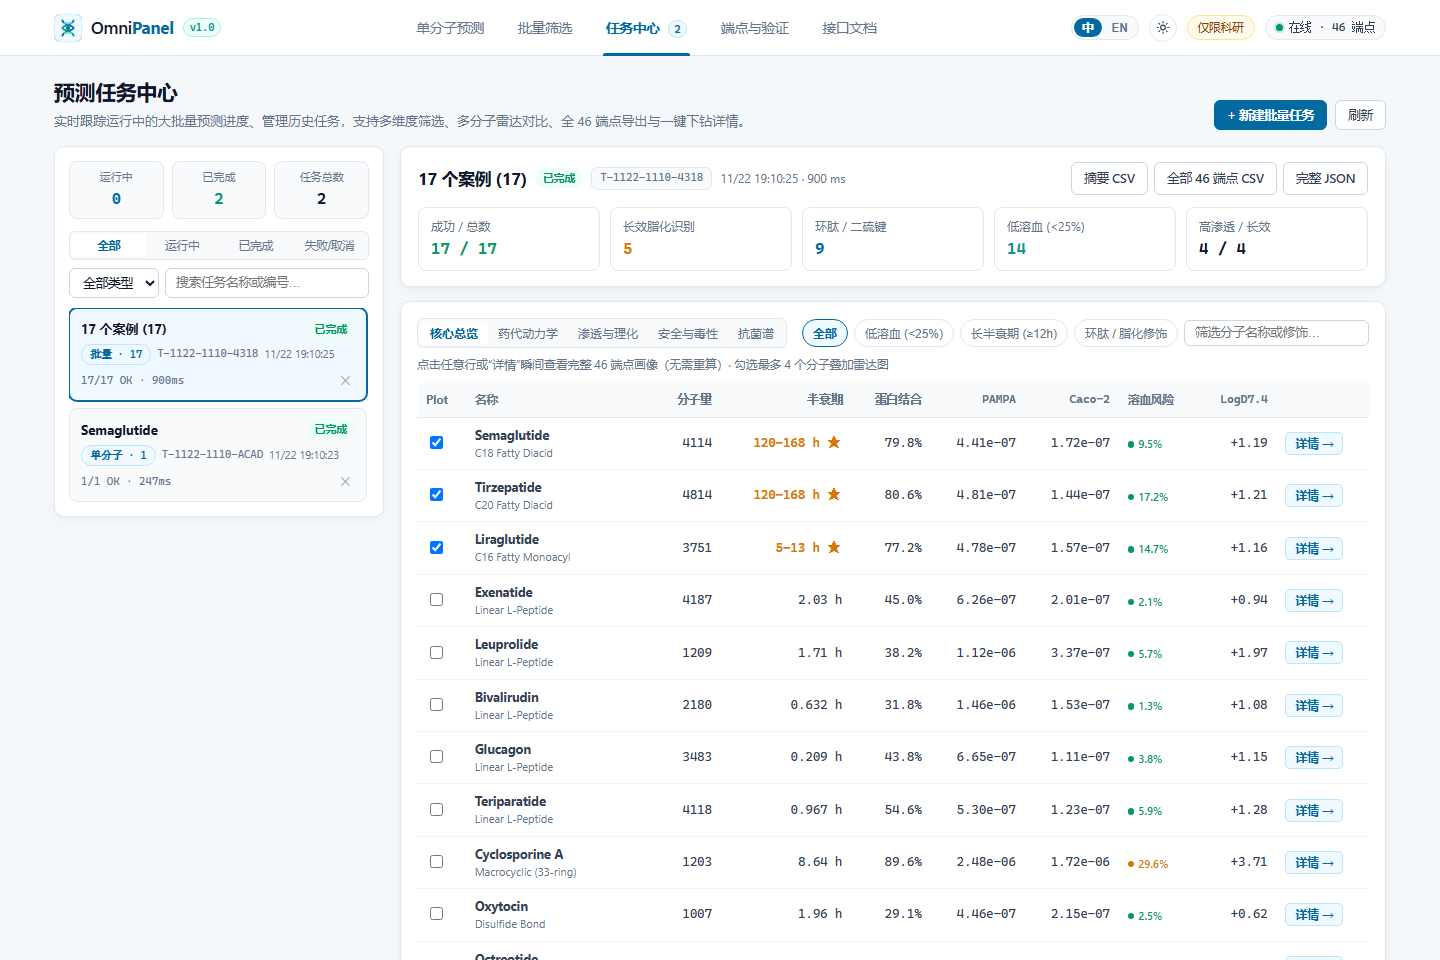 OmniPanel v1.0 单分子预测 批量筛选 任务中心 2 端点与验证 接口文档 中 EN 仅限科研 在线 · 46 端点
预测任务中心
实时跟踪运行中的大批量预测进度、管理历史任务，支持多维度筛选、多分子雷达对比、全 46 端点导出与一键下钻详情。
+ 新建批量任务 刷新
运行中 已完成 任务总数
0 2 2
全部 运行中 已完成 失败/取消
全部类型 搜索任务名称或编号...
17 个案例 (17) 已完成
批量 · 17 T-1122-1110-4318 11/22 19:10:25
17/17 OK · 900ms ×
Semaglutide 已完成
单分子 · 1 T-1122-1110-ACAD 11/22 19:10:23
1/1 OK · 247ms ×
17 个案例 (17) 已完成 T-1122-1110-4318 11/22 19:10:25 · 900 ms 摘要 CSV 全部 46 端点 CSV 完整 JSON
成功 / 总数 长效脂化识别 环肽 / 二硫键 低溶血 (<25%) 高渗透 / 长效
17 / 17 5 9 14 4 / 4
核心总览 药代动力学 渗透与理化 安全与毒性 抗菌谱 全部 低溶血 (<25%) 长半衰期 (≥12h) 环肽 / 脂化修饰 筛选分子名称或修饰...
点击任意行或"详情"瞬间查看完整 46 端点画像（无需重算）· 勾选最多 4 个分子叠加雷达图
Plot 名称 分子量 半衰期 蛋白结合 PAMPA Caco-2 溶血风险 LogD7.4
Semaglutide 4114 120–168 h ★ 79.8% 4.41e-07 1.72e-07 9.5% +1.19 详情 →
C18 Fatty Diacid
Tirzepatide 4814 120–168 h ★ 80.6% 4.81e-07 1.44e-07 17.2% +1.21 详情 →
C20 Fatty Diacid
Liraglutide 3751 5–13 h ★ 77.2% 4.78e-07 1.57e-07 14.7% +1.16 详情 →
C16 Fatty Monoacyl
Exenatide 4187 2.03 h 45.0% 6.26e-07 2.01e-07 2.1% +0.94 详情 →
Linear L-Peptide
Leuprolide 1209 1.71 h 38.2% 1.12e-06 3.37e-07 5.7% +1.97 详情 →
Linear L-Peptide
Bivalirudin 2180 0.632 h 31.8% 1.46e-06 1.53e-07 1.3% +1.08 详情 →
Linear L-Peptide
Glucagon 3483 0.209 h 43.8% 6.65e-07 1.11e-07 3.8% +1.15 详情 →
Linear L-Peptide
Teriparatide 4118 0.967 h 54.6% 5.30e-07 1.23e-07 5.9% +1.28 详情 →
Linear L-Peptide
Cyclosporine A 1203 8.64 h 89.6% 2.48e-06 1.72e-06 29.6% +3.71 详情 →
Macrocyclic (33-ring)
Oxytocin 1007 1.96 h 29.1% 4.46e-07 2.15e-07 2.5% +0.62 详情 →
Disulfide Bond